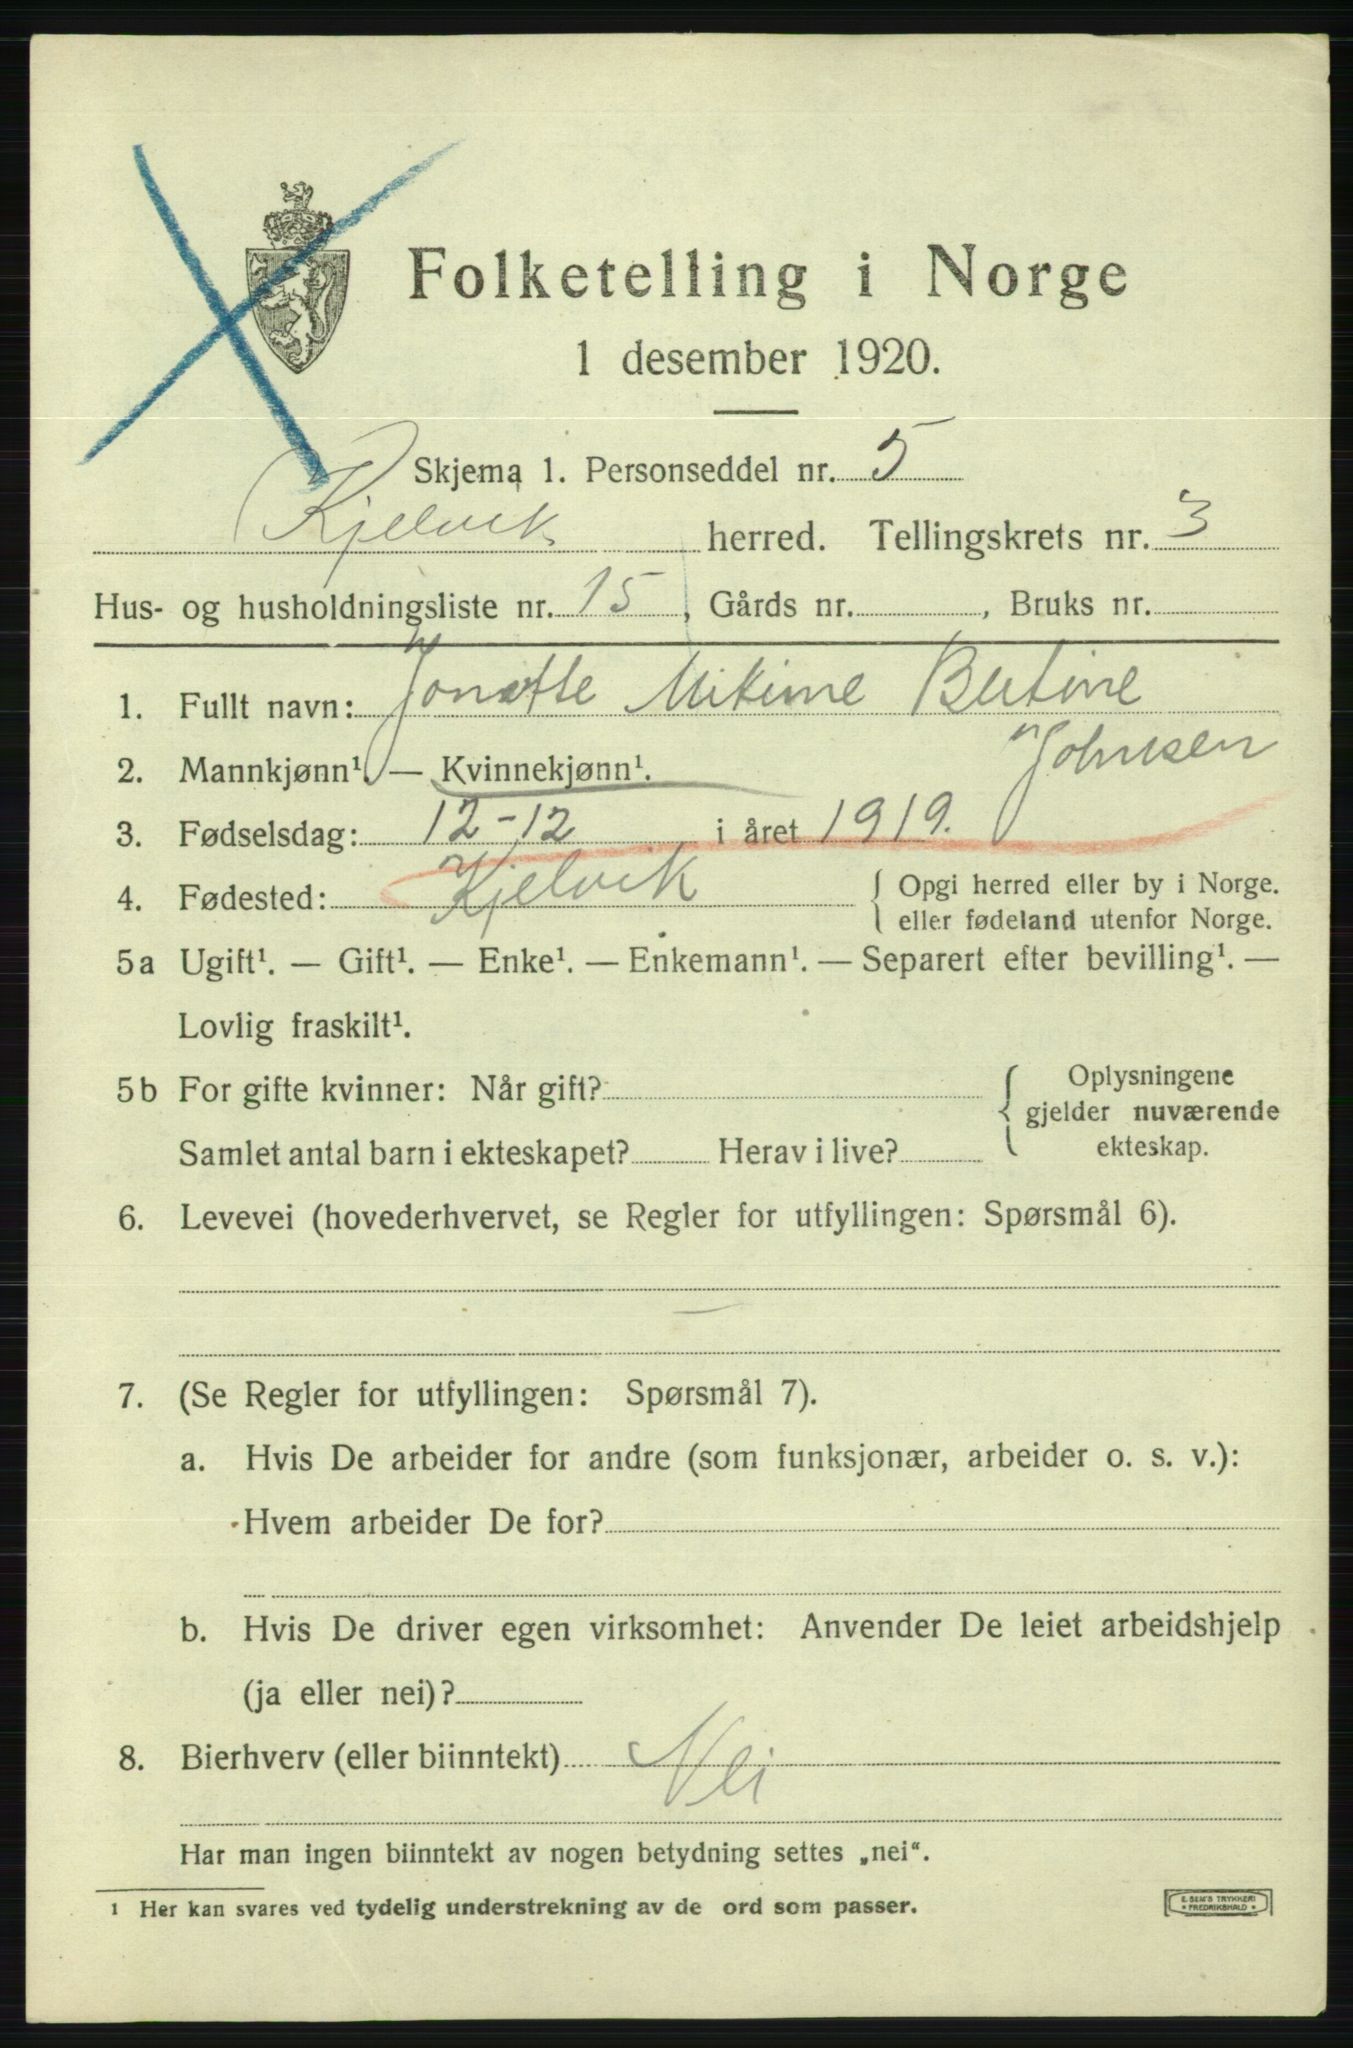 Folketelling i Norge
1 desember 1920.
Skjema 1. Personseddel nr. 5
Kjelvik herred. Tellingskrets nr. 3
Hus- og husholdningsliste nr. 15, Gårds nr. , Bruks nr.
1. Fullt navn: Jonette Mikime Butine
Johnsen
2. Mannkjønn¹. — Kvinnekjønn¹.
3. Fødselsdag: 12-12 i året 1919.
4. Fødested: Kjelvik { Opgi herred eller by i Norge.
eller fødeland utenfor Norge.
5a Ugift¹. — Gift¹. — Enke¹. — Enkemann¹. — Separert efter bevilling¹. —
Lovlig fraskilt¹.
5b For gifte kvinner: Når gift? { Oplysningene
gjelder nuværende
Samlet antal barn i ekteskapet? Herav i live? ekteskap.
6. Levevei (hovederhvervet, se Regler for utfyllingen: Spørsmål 6).
—
7. (Se Regler for utfyllingen: Spørsmål 7).
a. Hvis De arbeider for andre (som funksjonær, arbeider o. s. v.):
Hvem arbeider De for?
b. Hvis De driver egen virksomhet: Anvender De leiet arbeidshjelp
(ja eller nei)?
8. Bierhverv (eller biinntekt) Nei
Har man ingen biinntekt av nogen betydning settes „nei“.
1 Her kan svares ved tydelig understrekning av de ord som passer.
E. SEM'S TRYKKERI
FREDRIKSHALD